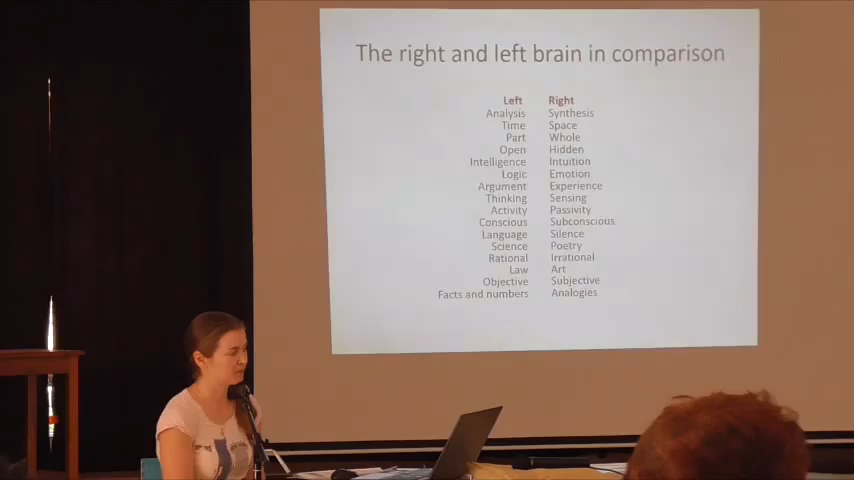 The right and left brain in comparison
Left Right
Analysis Synthesis
Time Space
Part Whole
Open Hidden
Intelligence Intuition
Logic Emotion
Argument Experience
Thinking Sensing
Activity Passivity
Conscious Subconscious
Language Silence
Science Poetry
Rational Irrational
Law Art
Objective Subjective
Facts and numbers Analogies